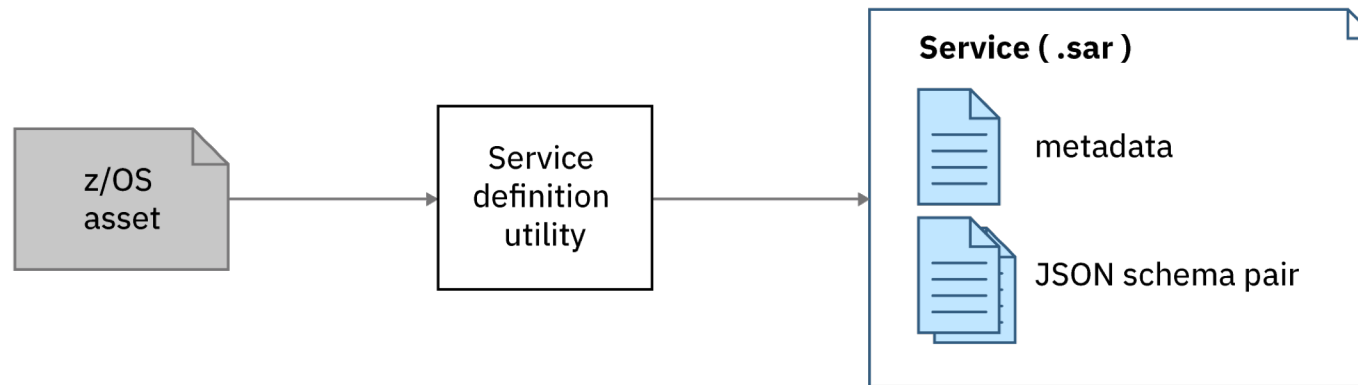 z/OS
asset
Service
definition
utility
Service ( .sar )
metadata
JSON schema pair